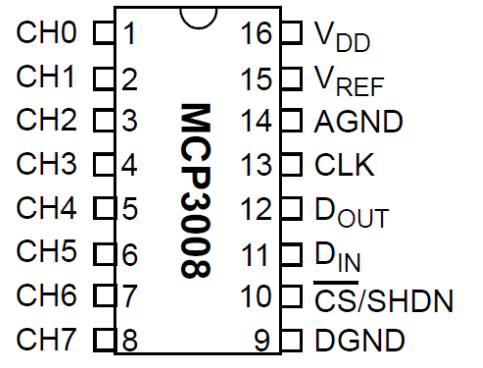 CH0 1 16 VDD
CH1 2 15 VREF
CH2 3 14 AGND
CH3 4 13 CLK
CH4 5 12 DOUT
CH5 6 11 DIN
CH6 7 10 C̅S̅/SHDN
CH7 8 9 DGND
MCP3008